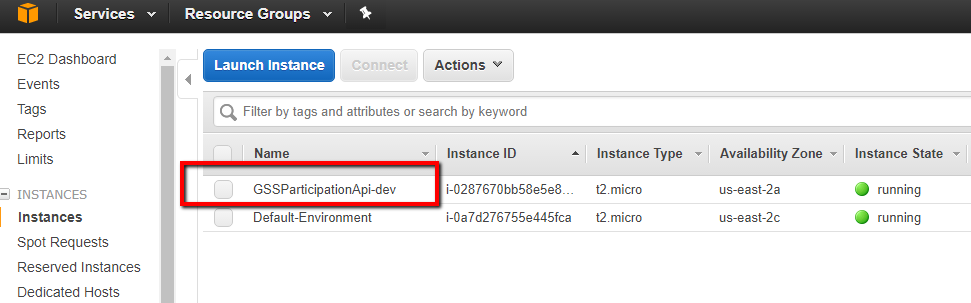 Services Resource Groups
EC2 Dashboard
Events
Tags
Reports
Limits
INSTANCES
Instances
Spot Requests
Reserved Instances
Dedicated Hosts
Launch Instance Connect Actions
Filter by tags and attributes or search by keyword
Name Instance ID Instance Type Availability Zone Instance State
GSSParticipationApi-dev i-0287670bb58e5e8... t2.micro us-east-2a running
Default-Environment i-0a7d276755e445fca t2.micro us-east-2c running